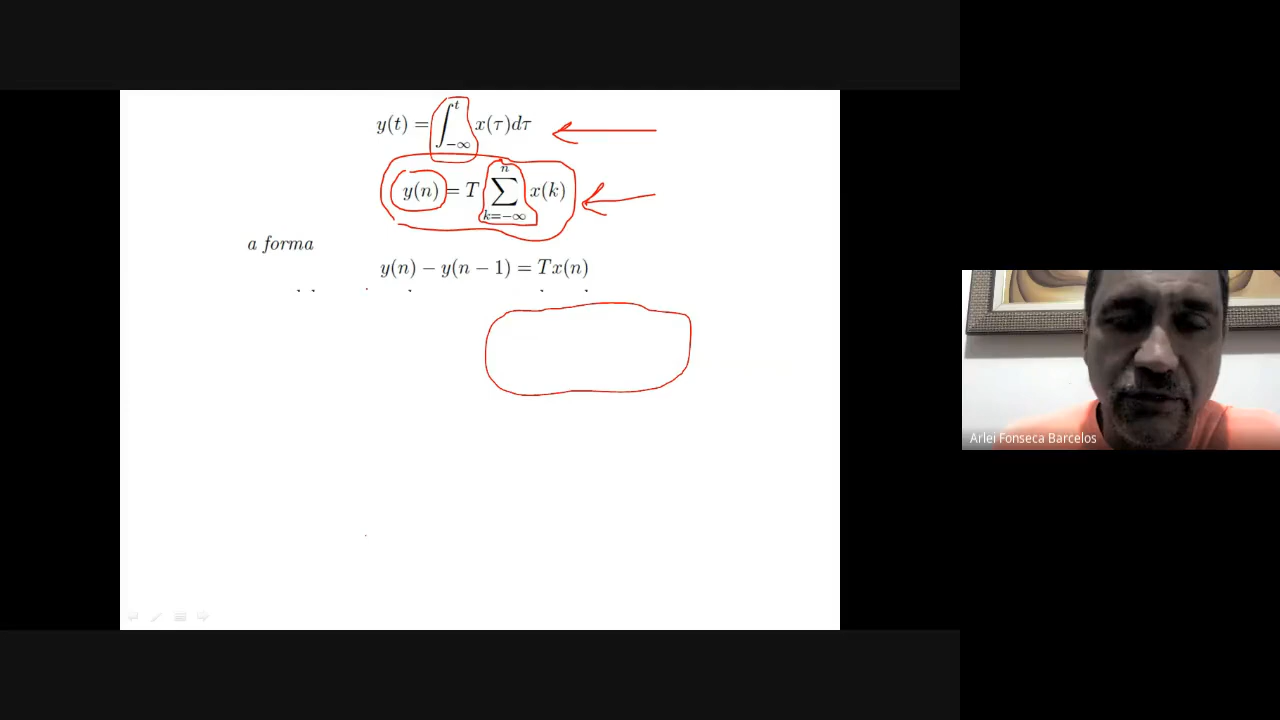 y(t) = ∫_{-∞}^{t} x(τ)dτ
y(n) = T ∑_{k=-∞}^{n} x(k)
a forma
y(n) − y(n − 1) = Tx(n)
Arlei Fonseca Barcelos